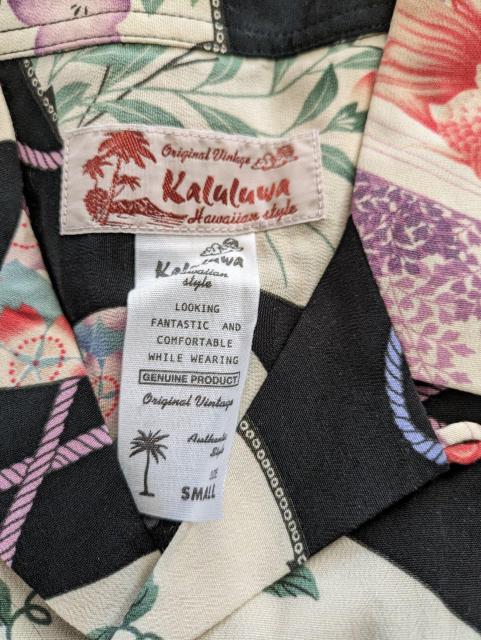 Original Vintage
Kaluluwa
Hawaiian style
Kaluluwa
Hawaiian
style
LOOKING
FANTASTIC AND
COMFORTABLE
WHILE WEARING
GENUINE PRODUCT
Original Vintage
Authentic
Style
SIZE
SMALL